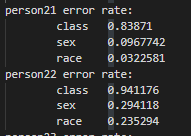 person21 error rate:
class 0.83871
sex 0.0967742
race 0.0322581
person22 error rate:
class 0.941176
sex 0.294118
race 0.235294